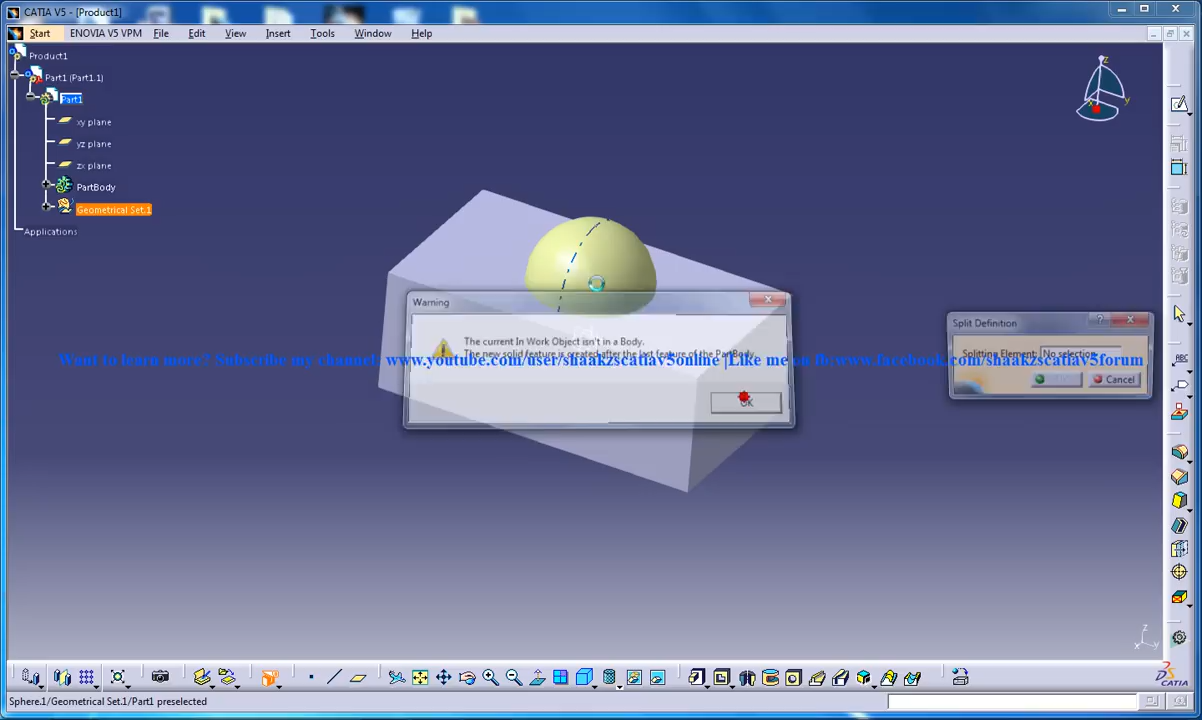 CATIA V5 - [Product1]
Start ENOVIA V5 VPM File Edit View Insert Tools Window Help
Product1
Part1 (Part1.1)
Part1
xy plane
yz plane
zx plane
PartBody
Geometrical Set.1
Applications
z
y
x
Warning
The current In Work Object isn't in a Body.
The new solid feature is created after the last feature of the PartBody.
OK
Split Definition
Splitting Element: No selection
Cancel
Want to learn more? Subscribe my channel: www.youtube.com/user/shaakzscatiav5online |Like me on fb:www.facebook.com/shaakzscatiav5forum
ABC
z
x y
CATIA
Sphere.1/Geometrical Set.1/Part1 preselected